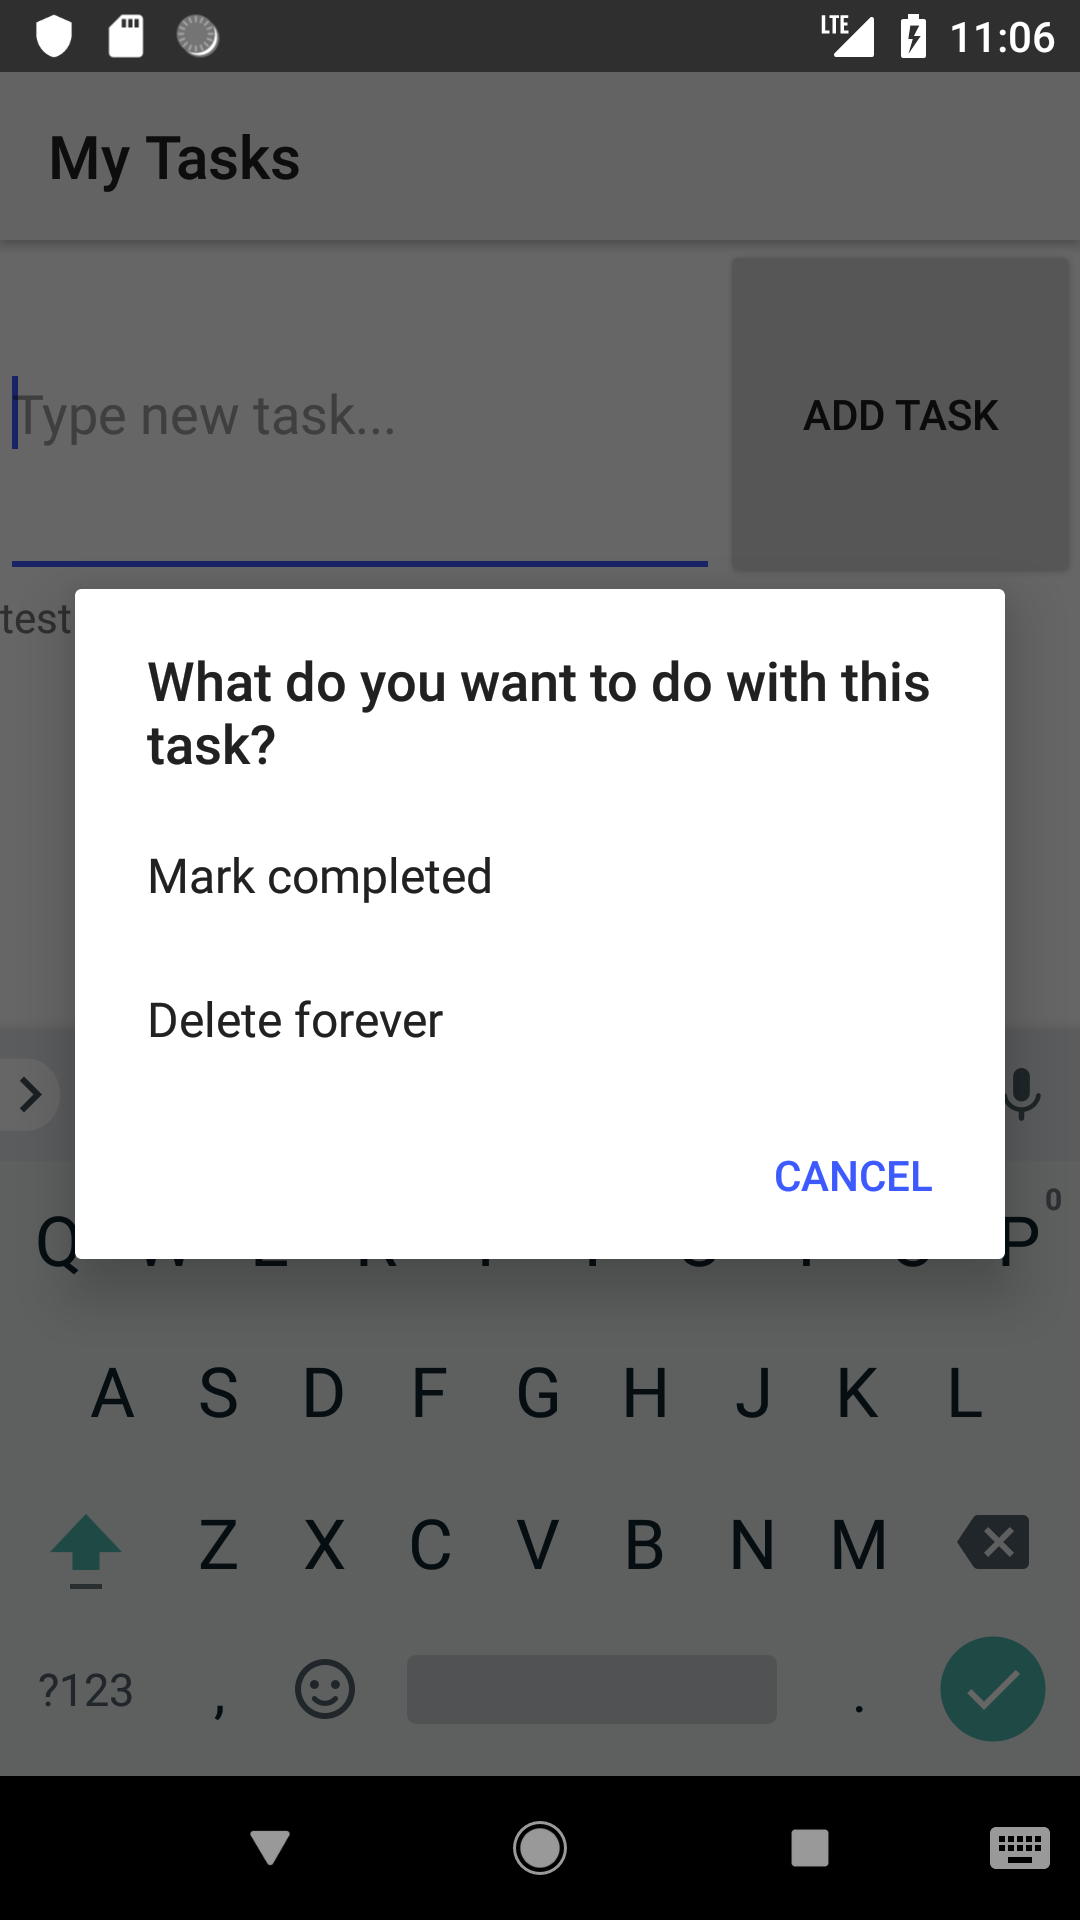 LTE 11:06
My Tasks
Type new task...
ADD TASK
test
What do you want to do with this
task?
Mark completed
Delete forever
CANCEL
0
Q P
A S D F G H J K L
Z X C V B N M
?123 , .